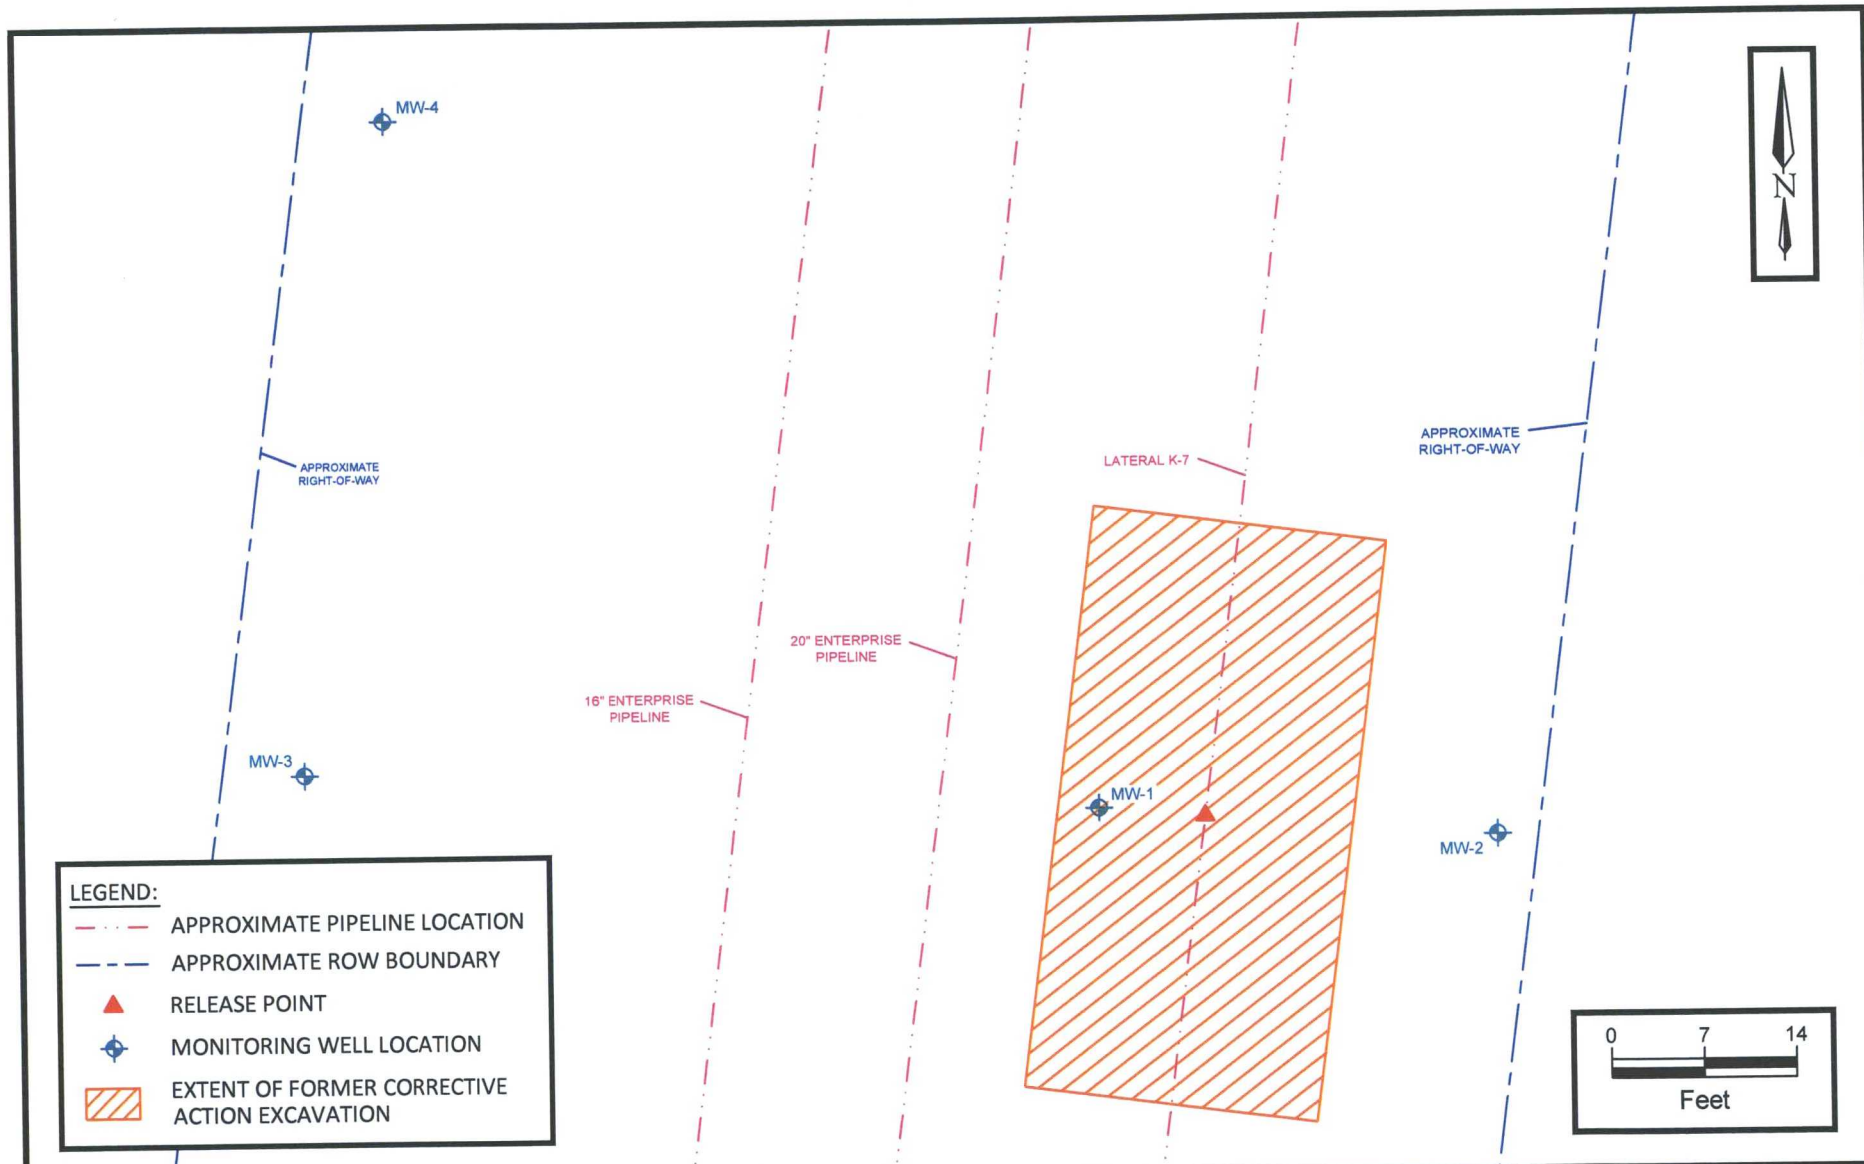 MW-4
N
APPROXIMATE
RIGHT-OF-WAY
APPROXIMATE
RIGHT-OF-WAY
LATERAL K-7
20" ENTERPRISE
PIPELINE
16" ENTERPRISE
PIPELINE
MW-3
MW-1
MW-2
LEGEND:
APPROXIMATE PIPELINE LOCATION
APPROXIMATE ROW BOUNDARY
RELEASE POINT
MONITORING WELL LOCATION
EXTENT OF FORMER CORRECTIVE
ACTION EXCAVATION
0 7 14
Feet